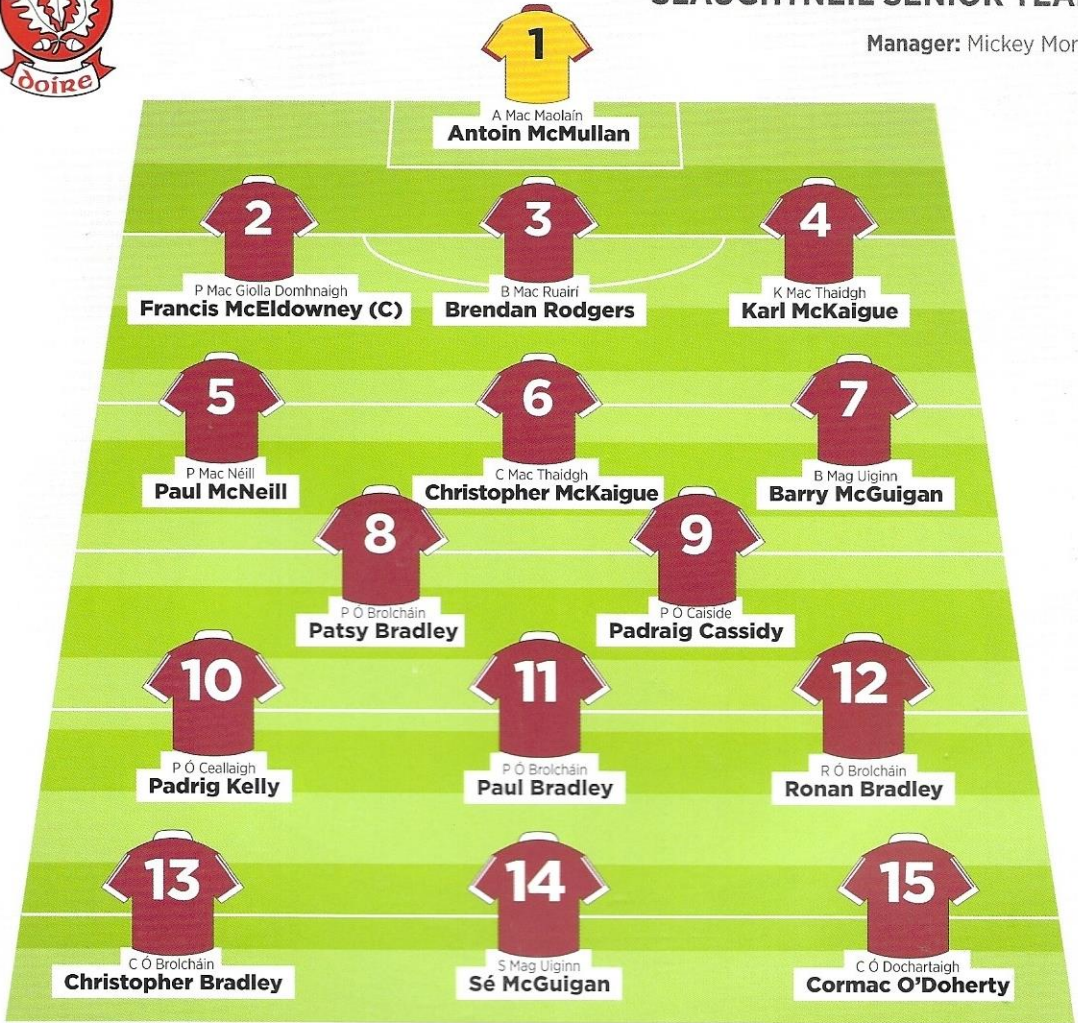 SLAUGHTNEIL SENIOR TEA
Manager: Mickey Mor
doire
1
A Mac Maolaín
Antoin McMullan
2
P Mac Giolla Domhnaigh
Francis McEldowney (C)
3
B Mac Ruairí
Brendan Rodgers
4
K Mac Thaidgh
Karl McKaigue
5
P Mac Néill
Paul McNeill
6
C Mac Thaidgh
Christopher McKaigue
7
B Mag Uiginn
Barry McGuigan
8
P Ó Brolcháin
Patsy Bradley
9
P Ó Caiside
Padraig Cassidy
10
P Ó Ceallaigh
Padrig Kelly
11
P Ó Brolcháin
Paul Bradley
12
R Ó Brolcháin
Ronan Bradley
13
C Ó Brolcháin
Christopher Bradley
14
S Mag Uiginn
Sé McGuigan
15
C Ó Dochartaigh
Cormac O'Doherty